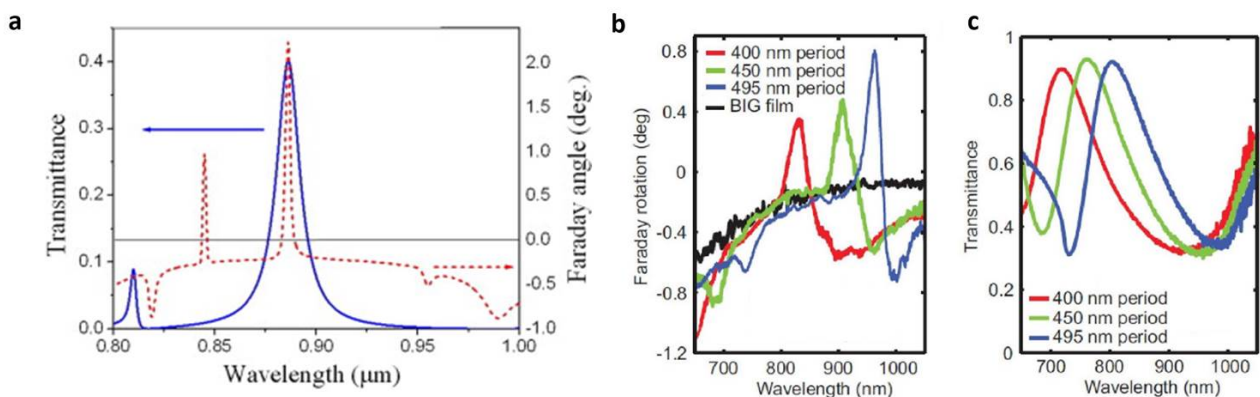 a
Transmittance
0.4
0.3
0.2
0.1
0.0
0.80
0.85
0.90
0.95
1.00
Wavelength (μm)
2.0
1.5
1.0
0.5
0.0
-0.5
-1.0
Faraday angle (deg.)
b
Faraday rotation (deg)
0.8
0.4
0
-0.4
-0.8
-1.2
400 nm period
450 nm period
495 nm period
BIG film
700
800
900
1000
Wavelength (nm)
c
Transmittance
1
0.8
0.6
0.4
0.2
0
400 nm period
450 nm period
495 nm period
700
800
900
1000
Wavelength (nm)